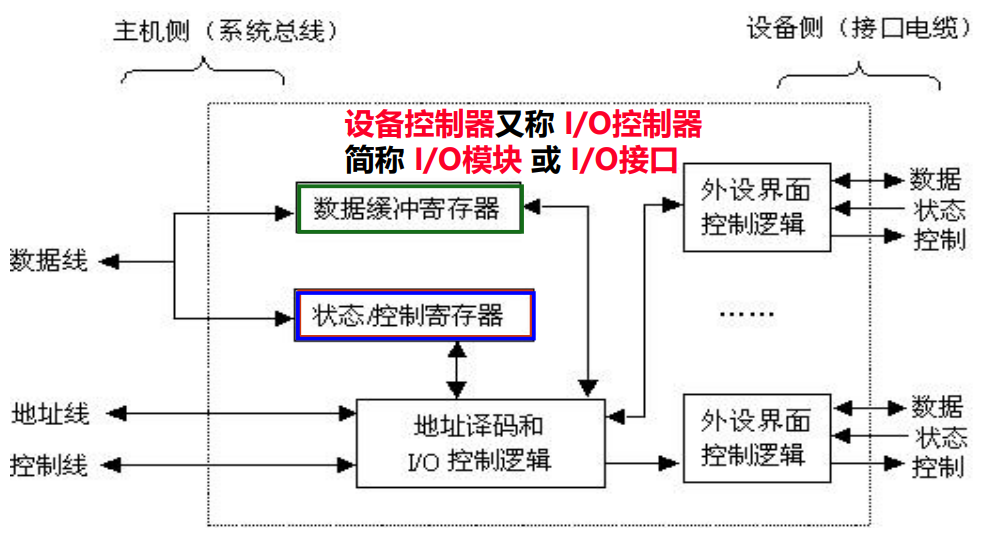 主机侧（系统总线）
设备侧（接口电缆）
设备控制器又称 I/O控制器
简称 I/O模块 或 I/O接口
数据缓冲寄存器
外设界面
控制逻辑
数据
状态
控制
数据线
状态/控制寄存器
……
地址线
控制线
地址译码和
I/O 控制逻辑
外设界面
控制逻辑
数据
状态
控制